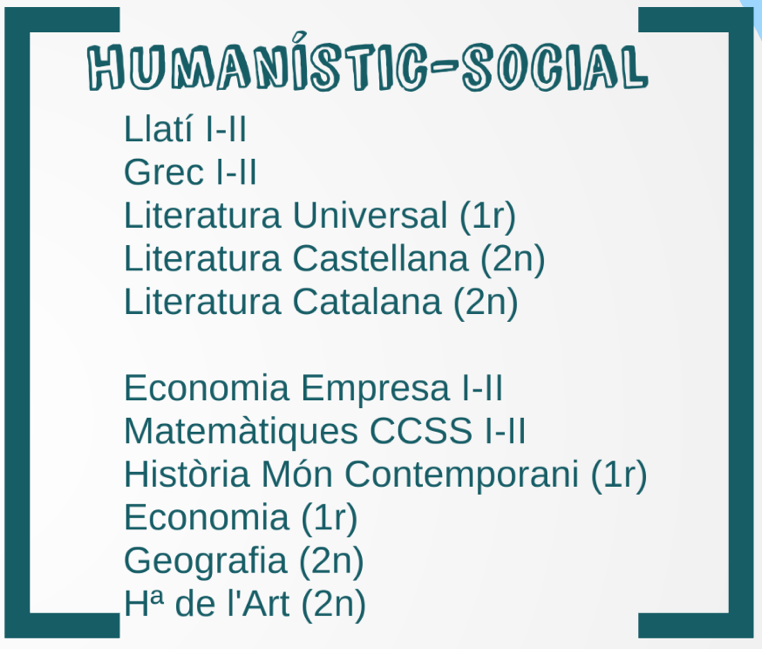 HUMANÍSTIC-SOCIAL
Llatí I-II
Grec I-II
Literatura Universal (1r)
Literatura Castellana (2n)
Literatura Catalana (2n)
Economia Empresa I-II
Matemàtiques CCSS I-II
Història Món Contemporani (1r)
Economia (1r)
Geografia (2n)
Hª de l'Art (2n)